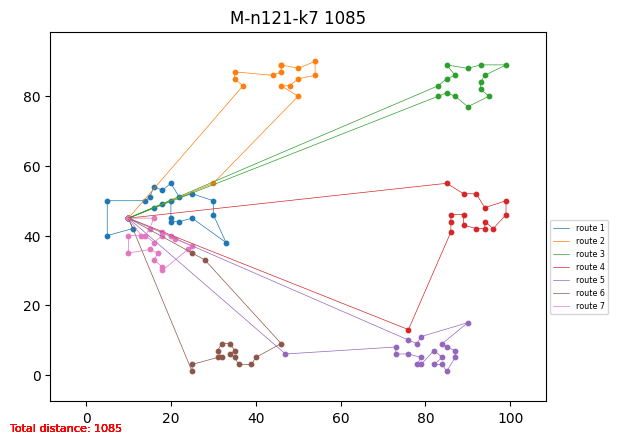 M-n121-k7 1085
80
60
40
20
0
0 20 40 60 80 100
route 1
route 2
route 3
route 4
route 5
route 6
route 7
Total distance: 1085